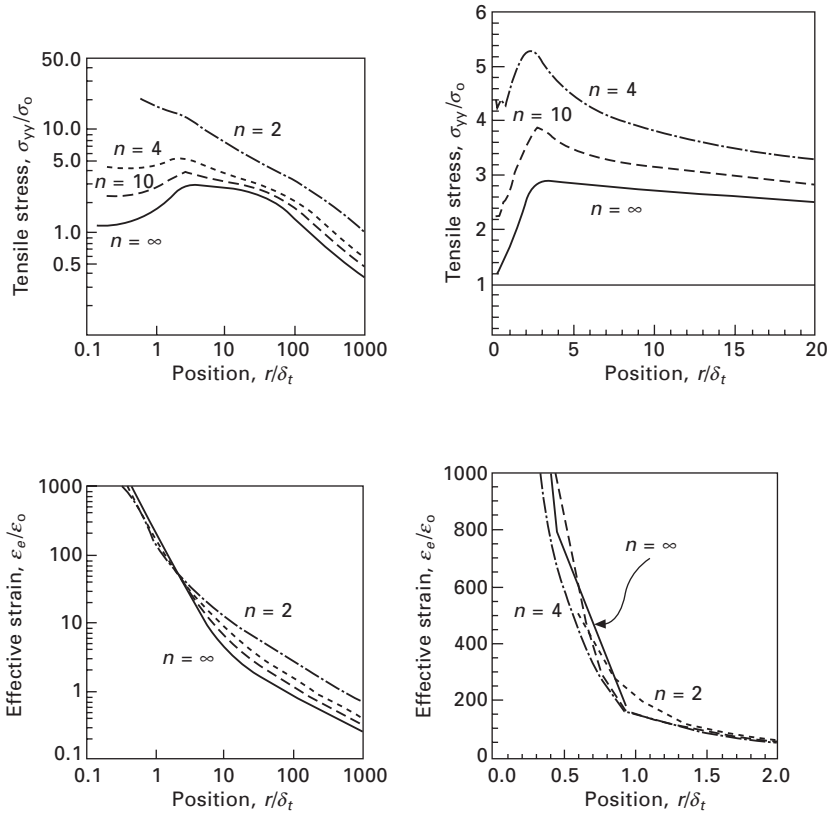 50.0
10.0
5.0
1.0
0.5
0.1 1 10 100 1000
Tensile stress, σyy/σo
Position, r/δt
n = 2
n = 4
n = 10
n = ∞
6
5
4
3
2
1
0 5 10 15 20
Tensile stress, σyy/σo
Position, r/δt
n = 4
n = 10
n = ∞
1000
100
10
1
0.1
0.1 1 10 100 1000
Effective strain, εe/εo
Position, r/δt
n = 2
n = ∞
1000
800
600
400
200
0
0.0 0.5 1.0 1.5 2.0
Effective strain, εe/εo
Position, r/δt
n = ∞
n = 4
n = 2